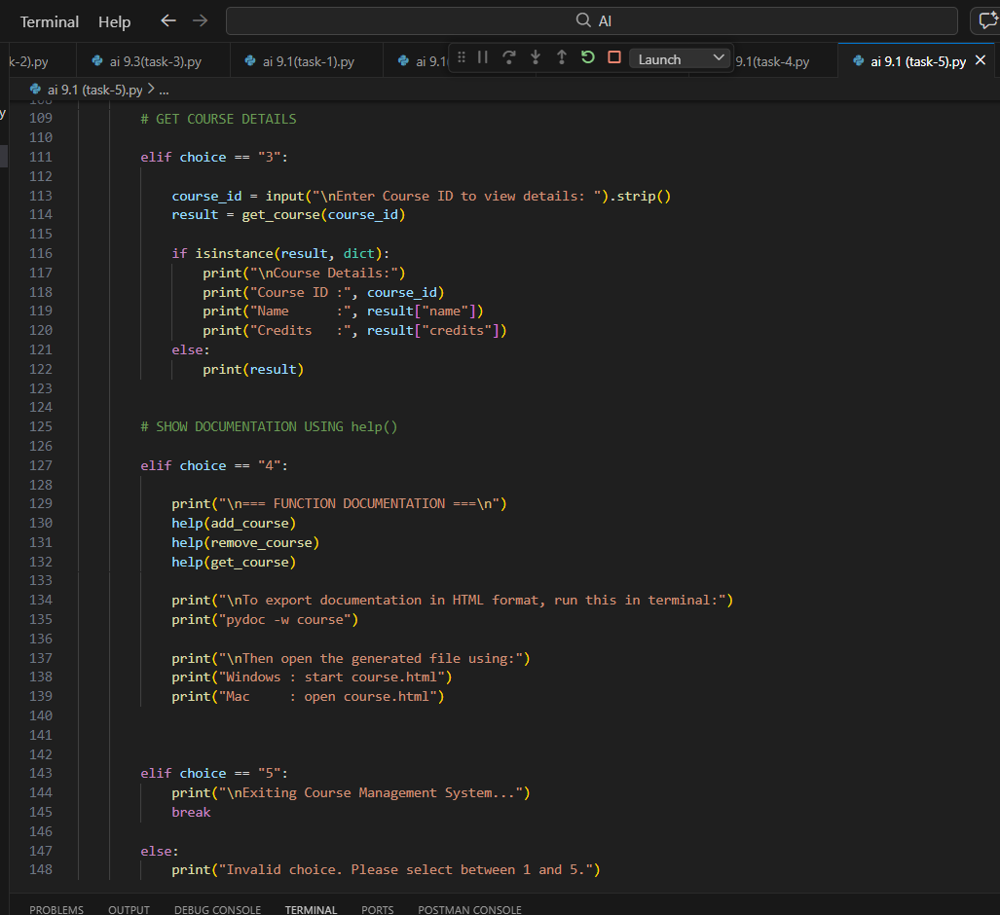 Terminal Help AI
k-2).py ai 9.3(task-3).py ai 9.1(task-1).py ai 9.1( Launch 9.1(task-4.py ai 9.1 (task-5).py
y ai 9.1 (task-5).py > ...
108
109 # GET COURSE DETAILS
110
111 elif choice == "3":
112
113 course_id = input("\nEnter Course ID to view details: ").strip()
114 result = get_course(course_id)
115
116 if isinstance(result, dict):
117 print("\nCourse Details:")
118 print("Course ID :", course_id)
119 print("Name      :", result["name"])
120 print("Credits   :", result["credits"])
121 else:
122 print(result)
123
124
125 # SHOW DOCUMENTATION USING help()
126
127 elif choice == "4":
128
129 print("\n=== FUNCTION DOCUMENTATION ===\n")
130 help(add_course)
131 help(remove_course)
132 help(get_course)
133
134 print("\nTo export documentation in HTML format, run this in terminal:")
135 print("pydoc -w course")
136
137 print("\nThen open the generated file using:")
138 print("Windows : start course.html")
139 print("Mac     : open course.html")
140
141
142
143 elif choice == "5":
144 print("\nExiting Course Management System...")
145 break
146
147 else:
148 print("Invalid choice. Please select between 1 and 5.")
PROBLEMS OUTPUT DEBUG CONSOLE TERMINAL PORTS POSTMAN CONSOLE